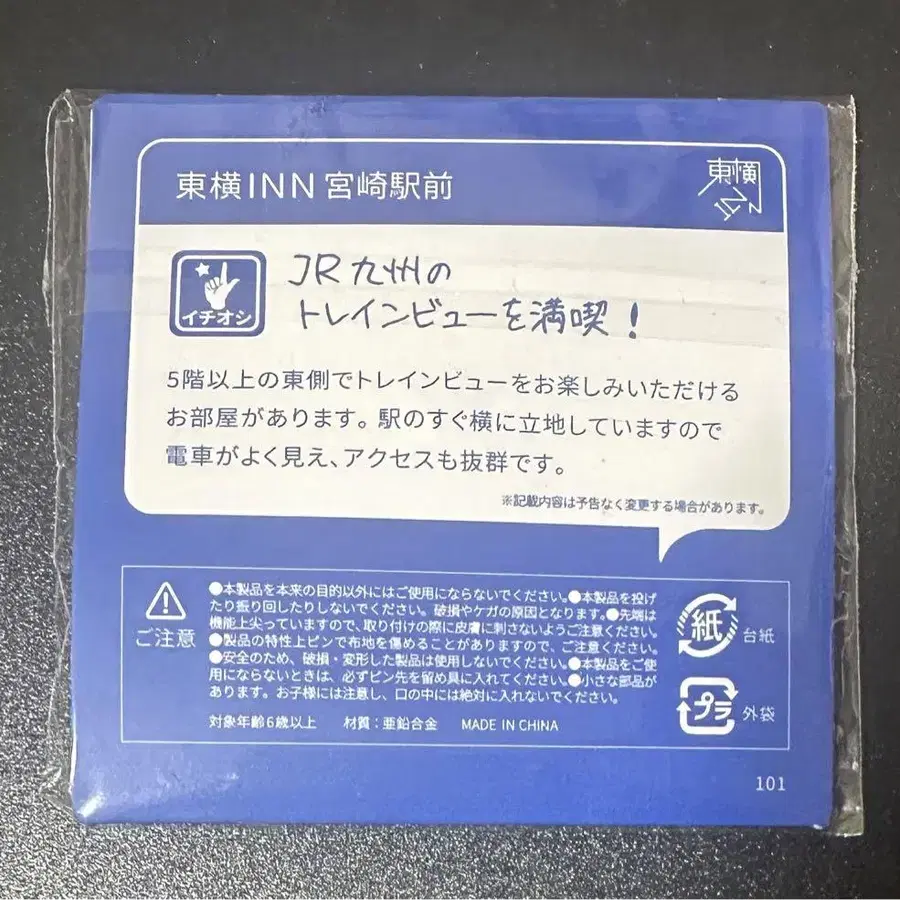 東横INN 宮崎駅前
東横INN
イチオシ
JR九州の
トレインビューを満喫！
5階以上の東側でトレインビューをお楽しみいただける
お部屋があります。駅のすぐ横に立地していますので
電車がよく見え、アクセスも抜群です。
※記載内容は予告なく変更する場合があります。
ご注意
●本製品を本来の目的以外にはご使用にならないでください。●本製品を投げ
たり振り回したりしないでください。破損やケガの原因となります。●先端は
機能上尖っていますので、取り付けの際に皮膚に刺さないようご注意ください。
●製品の特性上ピンで布地を傷めることがありますので、ご注意ください。
●安全のため、破損・変形した製品は使用しないでください。●本製品をご使
用にならないときは、必ずピン先を留め具に入れてください。●小さな部品が
あります。お子様には注意し、口の中には絶対に入れないでください。
対象年齢6歳以上 材質：亜鉛合金 MADE IN CHINA
紙 台紙
プラ 外袋
101